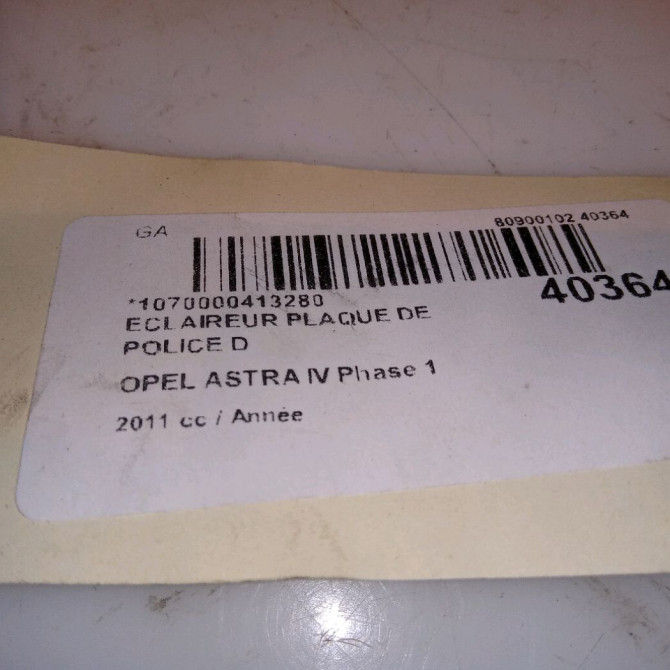 GA
80900102 40364
*1070000413280
40364
ECLAIREUR PLAQUE DE
POLICE D
OPEL ASTRA IV Phase 1
2011 cc / Année